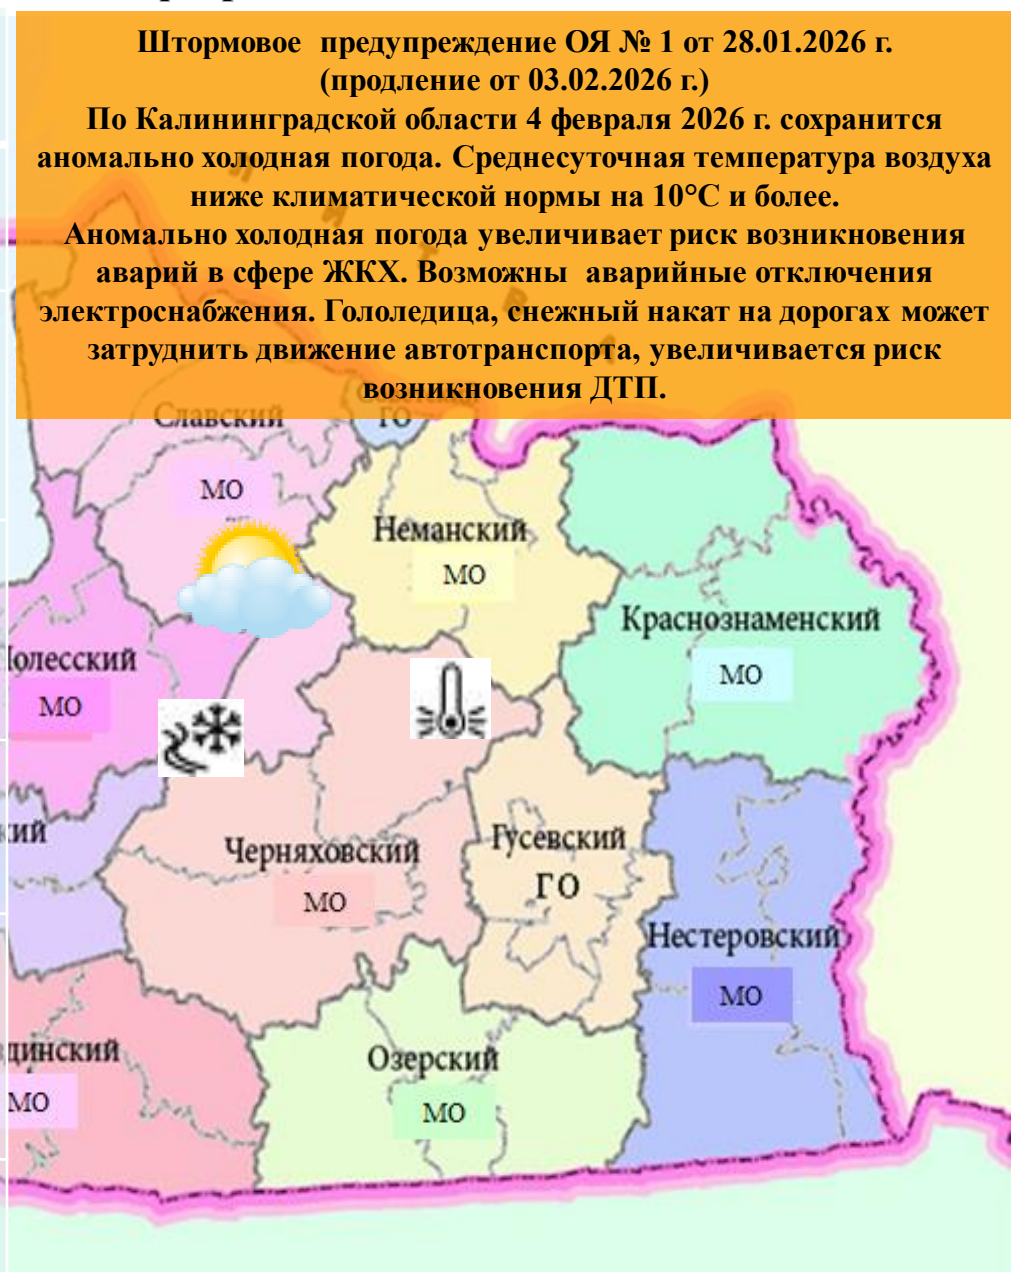 Штормовое предупреждение ОЯ № 1 от 28.01.2026 г.
(продление от 03.02.2026 г.)
По Калининградской области 4 февраля 2026 г. сохранится
аномально холодная погода. Среднесуточная температура воздуха
ниже климатической нормы на 10°С и более.
Аномально холодная погода увеличивает риск возникновения
аварий в сфере ЖКХ. Возможны аварийные отключения
электроснабжения. Гололедица, снежный накат на дорогах может
затруднить движение автотранспорта, увеличивается риск
возникновения ДТП.
Славский
ГО
МО
Неманский
МО
Краснознаменский
МО
олесский
МО
кий
Черняховский
МО
Гусевский
ГО
Нестеровский
МО
динский
МО
Озерский
МО